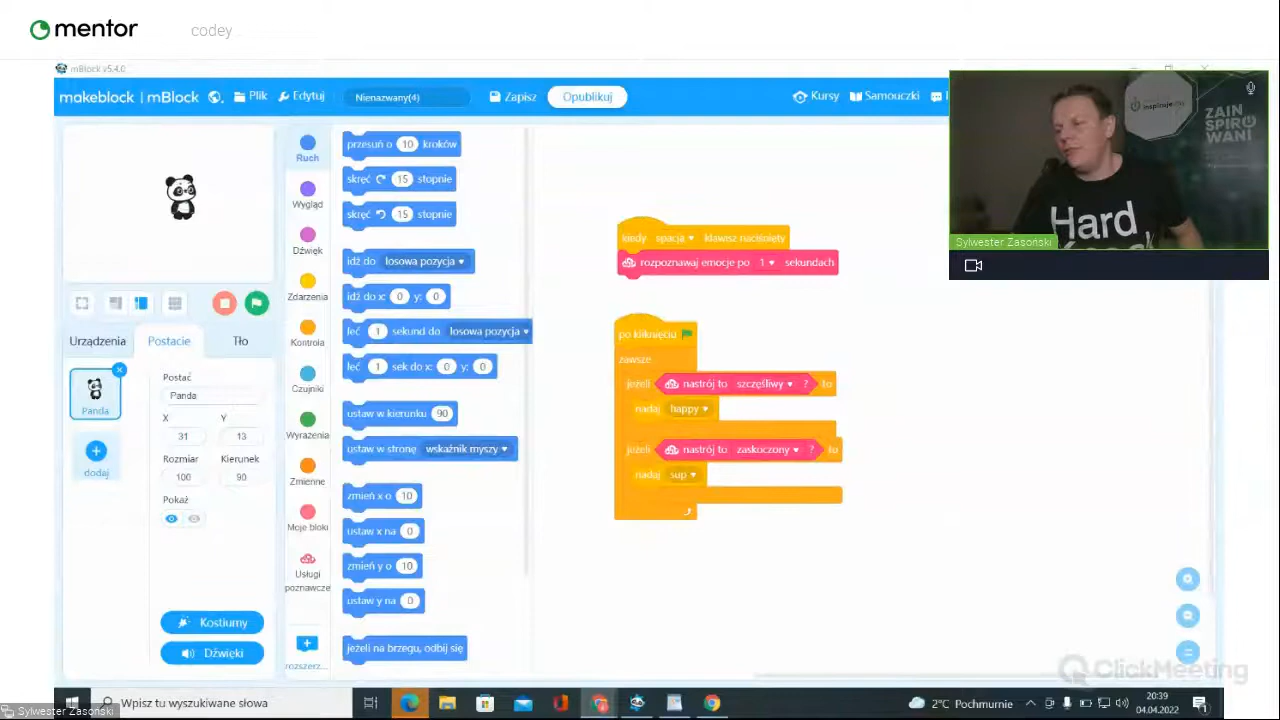 mentor
codey
mBlock v5.4.0
makeblock | mBlock
Plik
Edytuj
Nienazwany(4)
Zapisz
Opublikuj
Kursy
Samouczki
inspiruje
ZAIN
SPIROW
WANI
Hard
Sylwester Zasoński
Ruch
Wygląd
Dźwięk
Zdarzenia
Kontrola
Czujniki
Wyrażenia
Zmienne
Moje bloki
Usługi
poznawcze
rozszerz...
przesuń o 10 kroków
skręć 15 stopnie
skręć 15 stopnie
idź do losowa pozycja
idź do x: 0 y: 0
leć 1 sekund do losowa pozycja
leć 1 sek do x: 0 y: 0
ustaw w kierunku 90
ustaw w stronę wskaźnik myszy
zmień x o 10
ustaw x na 0
zmień y o 10
ustaw y na 0
jeżeli na brzegu, odbij się
kiedy spacja klawisz naciśnięty
rozpoznawaj emocje po 1 sekundach
po kliknięciu
zawsze
jeżeli nastrój to szczęśliwy ? to
nadaj happy
jeżeli nastrój to zaskoczony ? to
nadaj sup
Urządzenia
Postacie
Tło
Panda
dodaj
Postać
Panda
X
Y
31
13
Rozmiar
Kierunek
100
90
Pokaż
Kostiumy
Dźwięki
ClickMeeting
Wpisz tu wyszukiwane słowa
2°C Pochmurnie
20:39
04.04.2022
1
Sylwester Zasoński